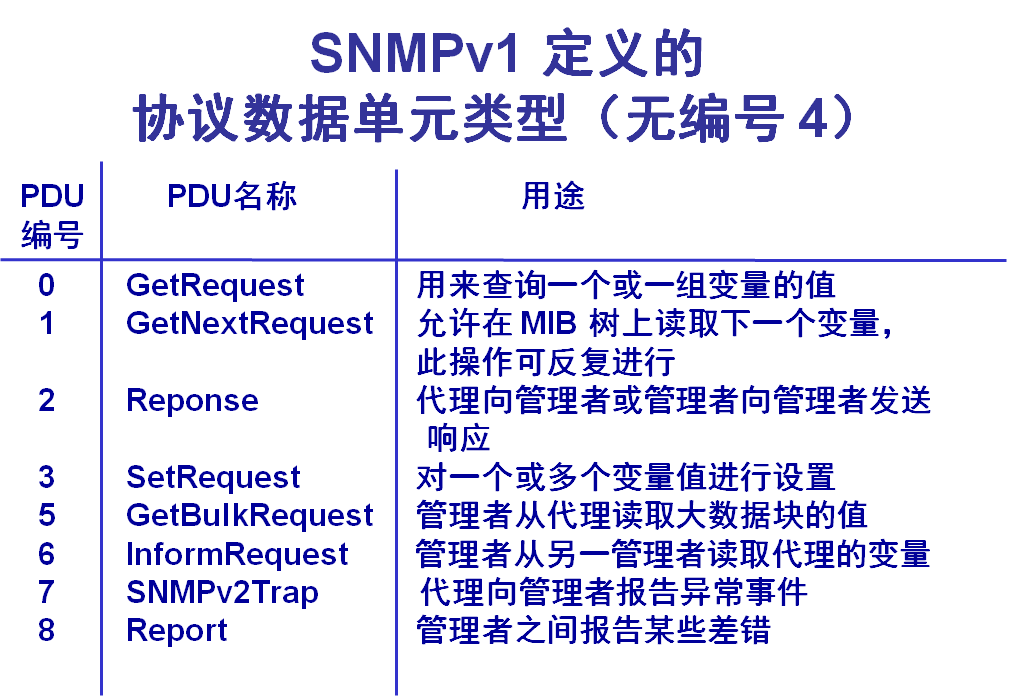 SNMPv1 定义的
协议数据单元类型（无编号 4）
PDU PDU名称 用途
编号
0 GetRequest 用来查询一个或一组变量的值
1 GetNextRequest 允许在 MIB 树上读取下一个变量，
此操作可反复进行
2 Reponse 代理向管理者或管理者向管理者发送
响应
3 SetRequest 对一个或多个变量值进行设置
5 GetBulkRequest 管理者从代理读取大数据块的值
6 InformRequest 管理者从另一管理者读取代理的变量
7 SNMPv2Trap 代理向管理者报告异常事件
8 Report 管理者之间报告某些差错